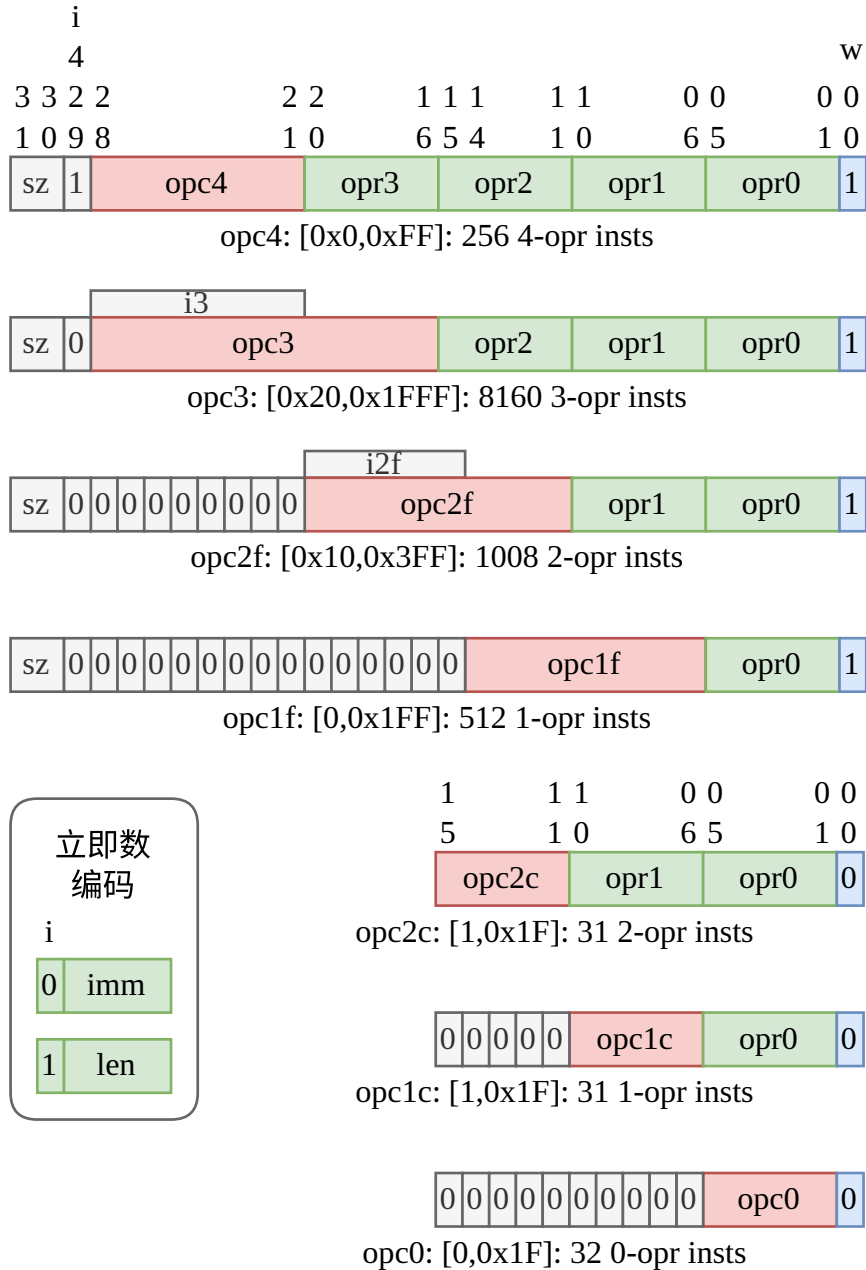 i
4 w
3 3 2 2 2 2 1 1 1 1 1 0 0 0 0
1 0 9 8 1 0 6 5 4 1 0 6 5 1 0
sz 1 opc4 opr3 opr2 opr1 opr0 1
opc4: [0x0,0xFF]: 256 4-opr insts
i3
sz 0 opc3 opr2 opr1 opr0 1
opc3: [0x20,0x1FFF]: 8160 3-opr insts
i2f
sz 0 0 0 0 0 0 0 0 0 opc2f opr1 opr0 1
opc2f: [0x10,0x3FF]: 1008 2-opr insts
sz 0 0 0 0 0 0 0 0 0 0 0 0 0 0 0 opc1f opr0 1
opc1f: [0,0x1FF]: 512 1-opr insts
1 1 1 0 0 0 0
5 1 0 6 5 1 0
opc2c opr1 opr0 0
opc2c: [1,0x1F]: 31 2-opr insts
0 0 0 0 0 opc1c opr0 0
opc1c: [1,0x1F]: 31 1-opr insts
0 0 0 0 0 0 0 0 0 0 opc0 0
opc0: [0,0x1F]: 32 0-opr insts
立即数
编码
i
0 imm
1 len